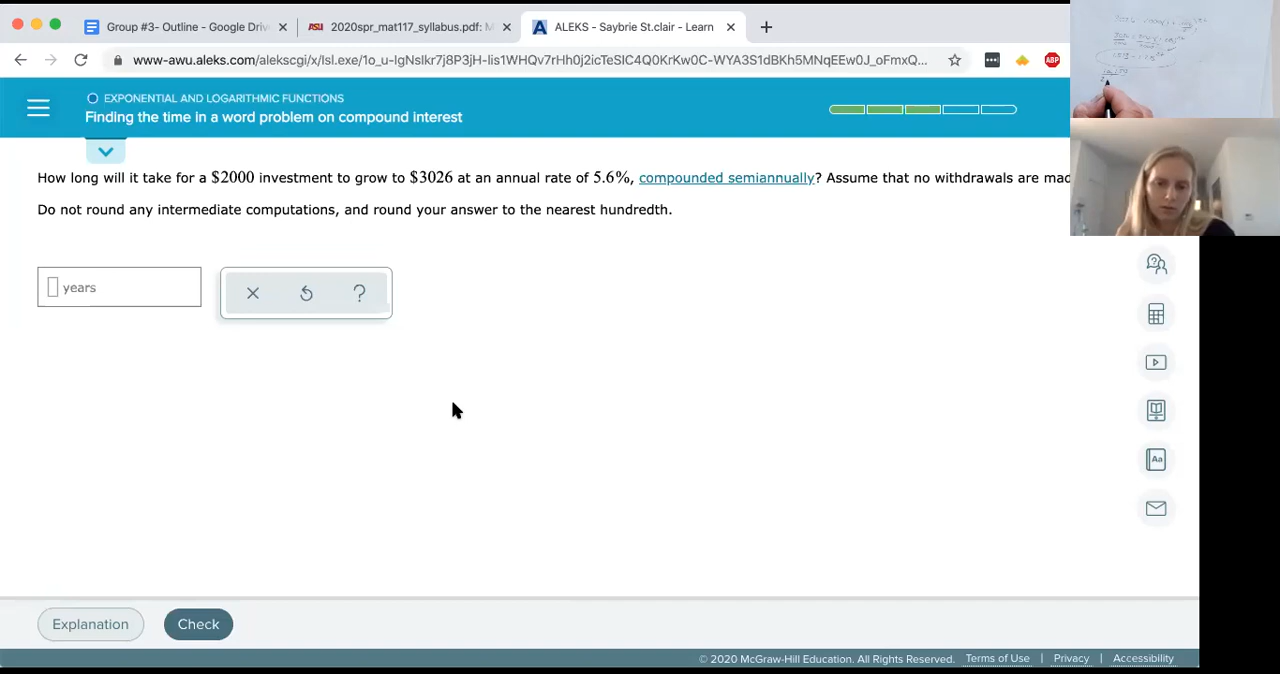 Group #3- Outline - Google Driv
2020spr_mat117_syllabus.pdf: M
ALEKS - Saybrie St.clair - Learn
www-awu.aleks.com/alekscgi/x/Isl.exe/1o_u-IgNslkr7j8P3jH-lis1WHQv7rHh0j2icTeSIC4Q0KrKw0C-WYA3S1dBKh5MNqEEw0J_oFmxQ...
ABP
EXPONENTIAL AND LOGARITHMIC FUNCTIONS
Finding the time in a word problem on compound interest
How long will it take for a $2000 investment to grow to $3026 at an annual rate of 5.6%, compounded semiannually? Assume that no withdrawals are mad
Do not round any intermediate computations, and round your answer to the nearest hundredth.
years
?
Aa
Explanation
Check
© 2020 McGraw-Hill Education. All Rights Reserved. Terms of Use | Privacy | Accessibility